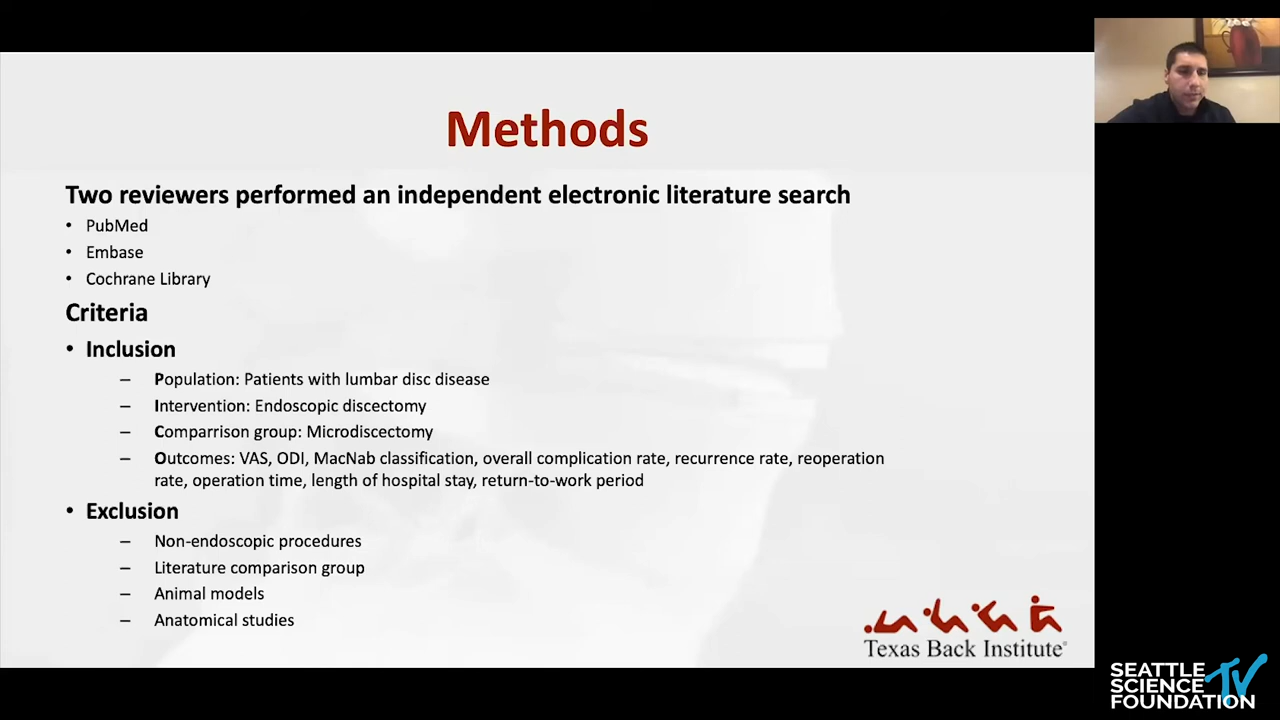 Methods
Two reviewers performed an independent electronic literature search
• PubMed
• Embase
• Cochrane Library
Criteria
• Inclusion
– Population: Patients with lumbar disc disease
– Intervention: Endoscopic discectomy
– Comparrison group: Microdiscectomy
– Outcomes: VAS, ODI, MacNab classification, overall complication rate, recurrence rate, reoperation
rate, operation time, length of hospital stay, return-to-work period
• Exclusion
– Non-endoscopic procedures
– Literature comparison group
– Animal models
– Anatomical studies
Texas Back Institute®
SEATTLE
SCIENCE
FOUNDATION
TV